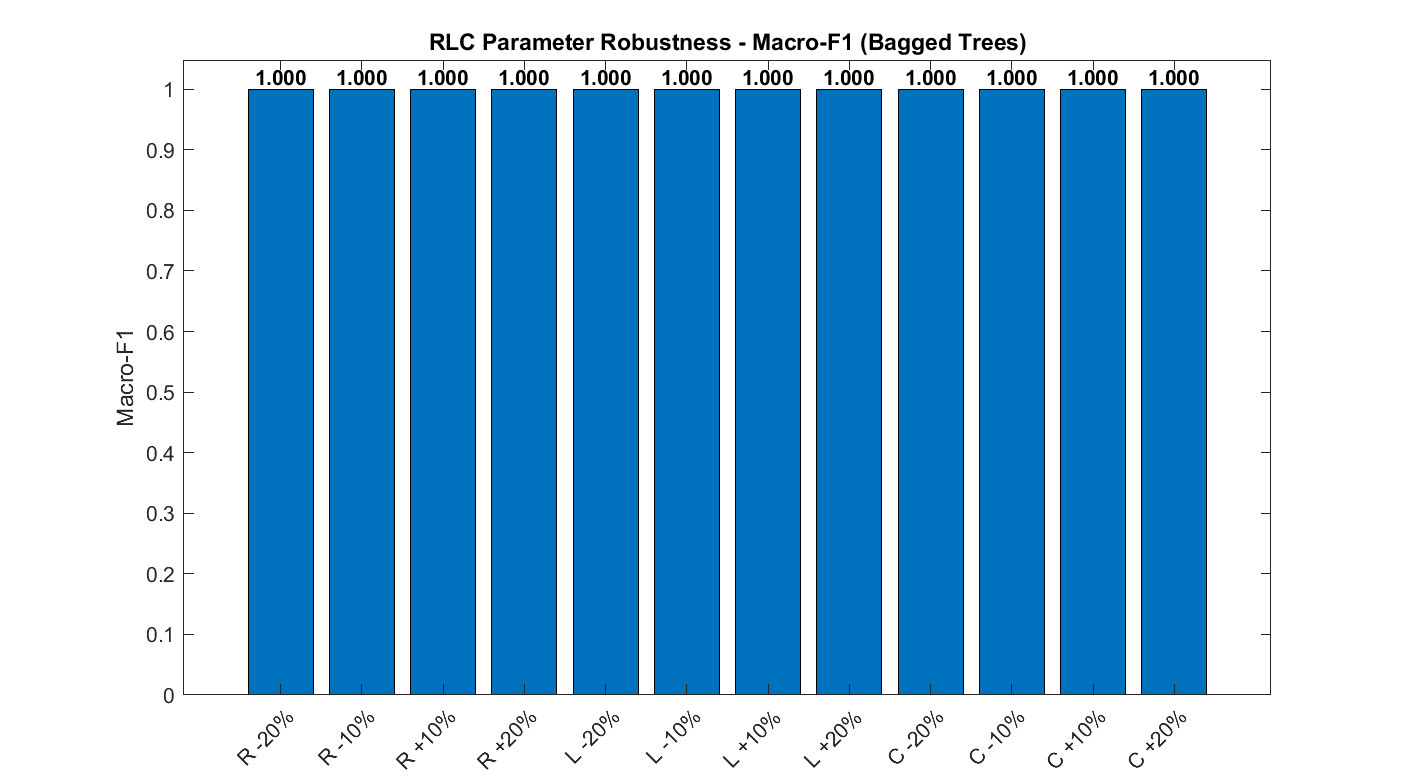 RLC Parameter Robustness - Macro-F1 (Bagged Trees)
1.000 1.000 1.000 1.000 1.000 1.000 1.000 1.000 1.000 1.000 1.000 1.000
1
0.9
0.8
0.7
0.6
0.5
0.4
0.3
0.2
0.1
0
Macro-F1
R -20% R -10% R +10% R +20% L -20% L -10% L +10% L +20% C -20% C -10% C +10% C +20%